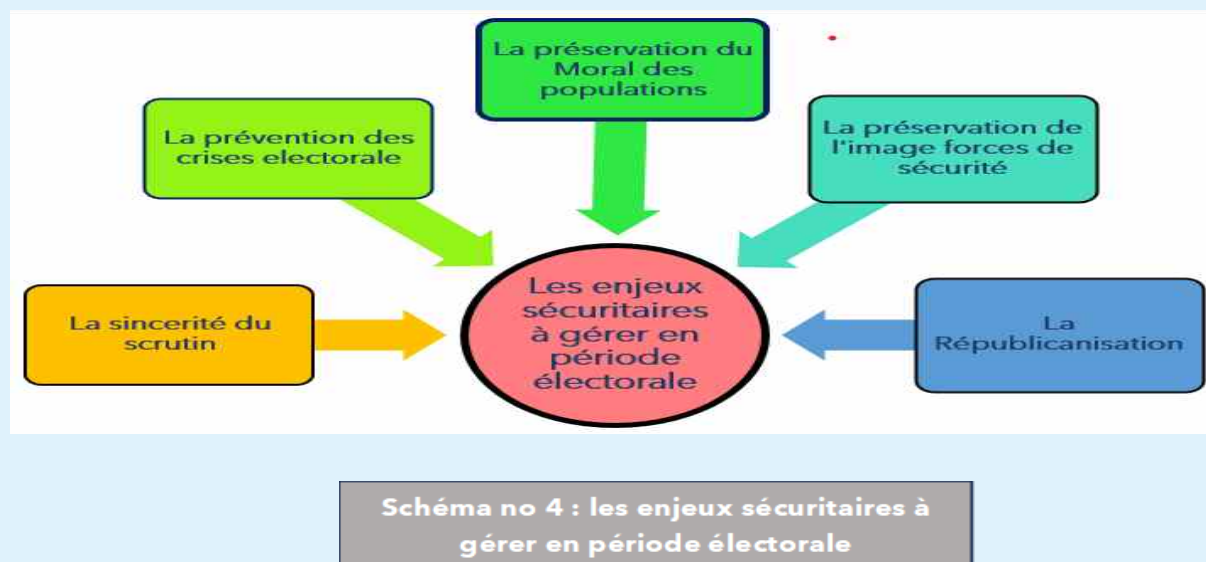 La préservation du
Moral des
populations
La prévention des
crises electorale
La préservation de
l'image forces de
sécurité
Les enjeux
sécuritaires
à gérer en
période
électorale
La sincerité du
scrutin
La
Républicanisation
Schéma no 4 : les enjeux sécuritaires à
gérer en période électorale